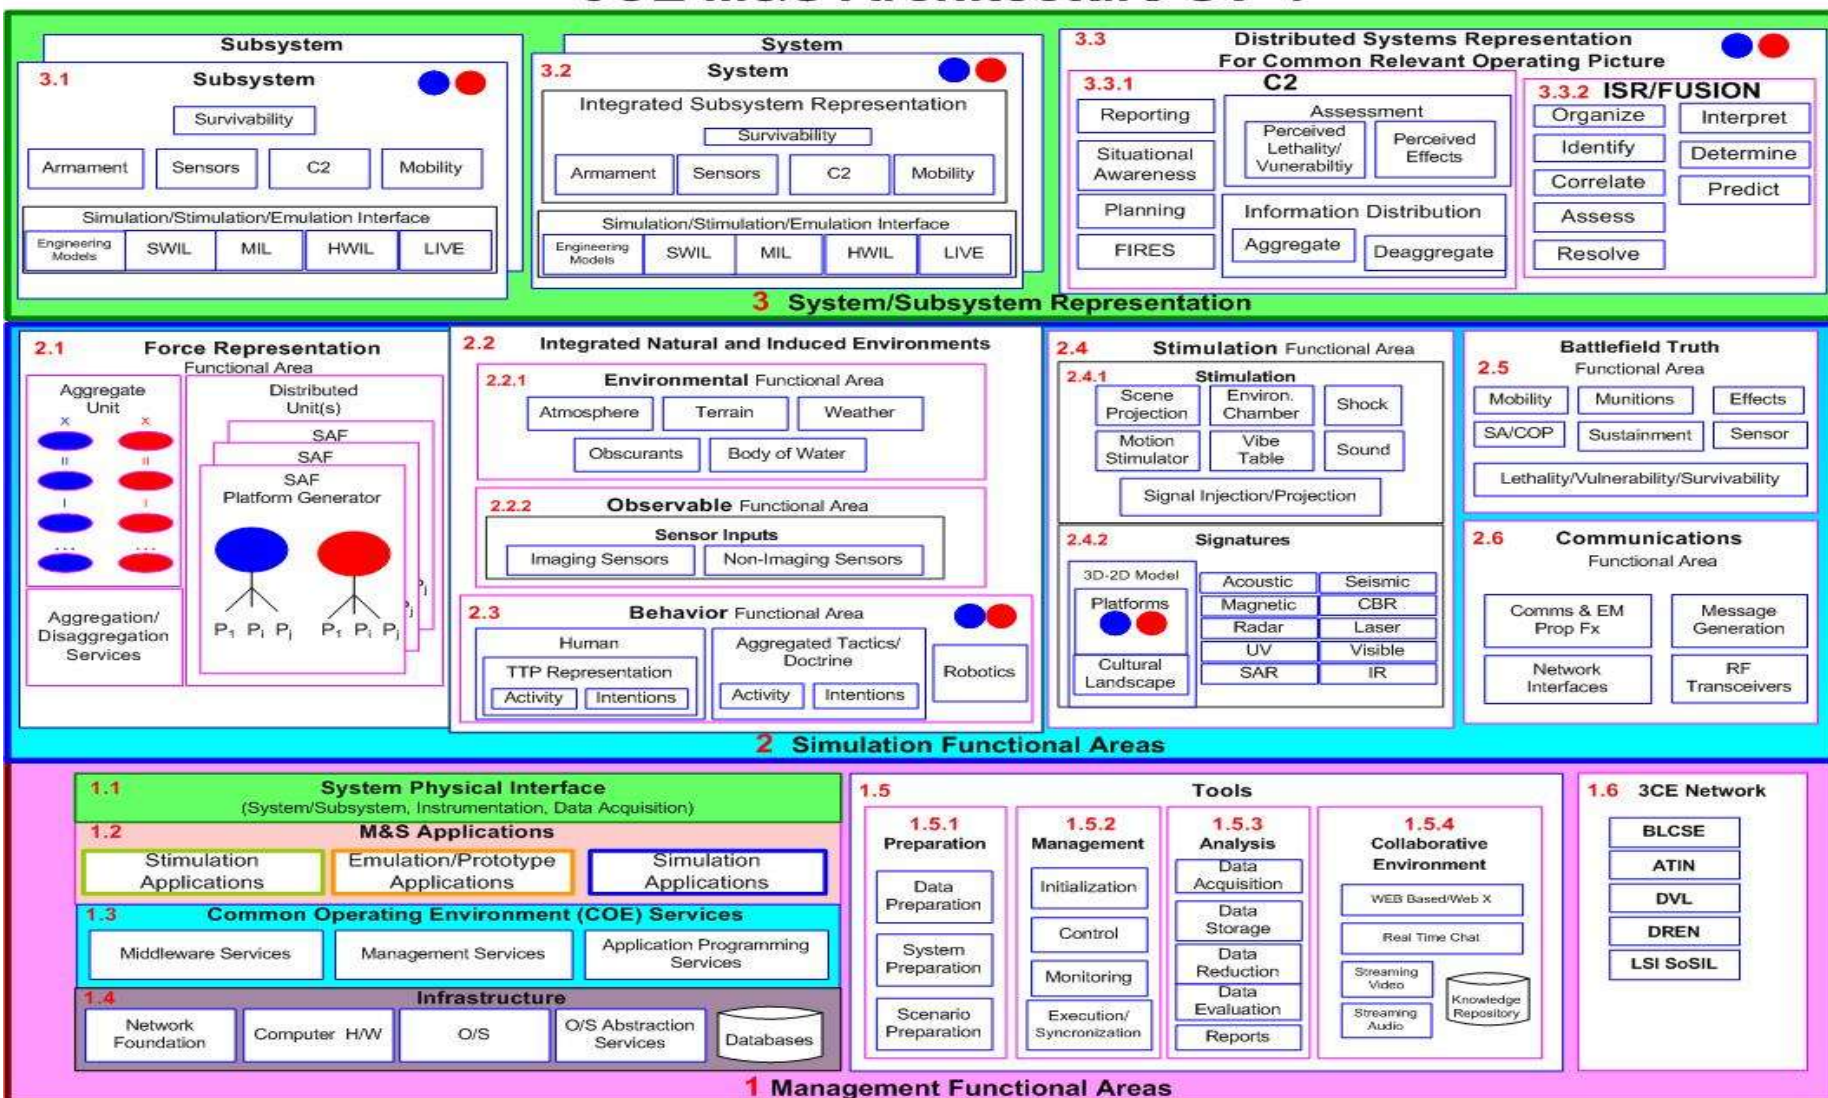 Subsystem
3.1 Subsystem
Survivability
Armament Sensors C2 Mobility
Simulation/Stimulation/Emulation Interface
Engineering
Models
SWIL MIL HWIL LIVE
System
3.2 System
Integrated Subsystem Representation
Survivability
Armament Sensors C2 Mobility
Simulation/Stimulation/Emulation Interface
Engineering
Models
SWIL MIL HWIL LIVE
3.3 Distributed Systems Representation
For Common Relevant Operating Picture
3.3.1 C2
Reporting
Situational
Awareness
Planning
FIRES
Assessment
Perceived
Lethality/
Vunerabiltiy
Perceived
Effects
Information Distribution
Aggregate
Deaggregate
3.3.2 ISR/FUSION
Organize
Identify
Correlate
Assess
Resolve
Interpret
Determine
Predict
3 System/Subsystem Representation
2.1 Force Representation
Functional Area
Aggregate
Unit
X X
II II
I I
... ...
Aggregation/
Disaggregation
Services
Distributed
Unit(s)
SAF
SAF
SAF
Platform Generator
P1 Pi Pj P1 Pi Pj
Pj
Pj
2.2 Integrated Natural and Induced Environments
2.2.1 Environmental Functional Area
Atmosphere Terrain Weather
Obscurants Body of Water
2.2.2 Observable Functional Area
Sensor Inputs
Imaging Sensors Non-Imaging Sensors
2.3 Behavior Functional Area
Human
TTP Representation
Activity Intentions
Aggregated Tactics/
Doctrine
Activity Intentions
Robotics
2.4 Stimulation Functional Area
2.4.1 Stimulation
Scene
Projection
Environ.
Chamber
Shock
Motion
Stimulator
Vibe
Table
Sound
Signal Injection/Projection
2.4.2 Signatures
3D-2D Model
Platforms
Cultural
Landscape
Acoustic Seismic
Magnetic CBR
Radar Laser
UV Visible
SAR IR
2.5 Battlefield Truth
Functional Area
Mobility Munitions Effects
SA/COP Sustainment Sensor
Lethality/Vulnerability/Survivability
2.6 Communications
Functional Area
Comms & EM
Prop Fx
Message
Generation
Network
Interfaces
RF
Transceivers
2 Simulation Functional Areas
1.1 System Physical Interface
(System/Subsystem, Instrumentation, Data Acquisition)
1.2 M&S Applications
Stimulation
Applications
Emulation/Prototype
Applications
Simulation
Applications
1.3 Common Operating Environment (COE) Services
Middleware Services
Management Services
Application Programming
Services
1.4 Infrastructure
Network
Foundation
Computer H/W
O/S
O/S Abstraction
Services
Databases
1.5 Tools
1.5.1
Preparation
Data
Preparation
System
Preparation
Scenario
Preparation
1.5.2
Management
Initialization
Control
Monitoring
Execution/
Syncronization
1.5.3
Analysis
Data
Acquisition
Data
Storage
Data
Reduction
Data
Evaluation
Reports
1.5.4
Collaborative
Environment
WEB Based/Web X
Real Time Chat
Streaming
Video
Streaming
Audio
Knowledge
Repository
1.6 3CE Network
BLCSE
ATIN
DVL
DREN
LSI SoSIL
1 Management Functional Areas